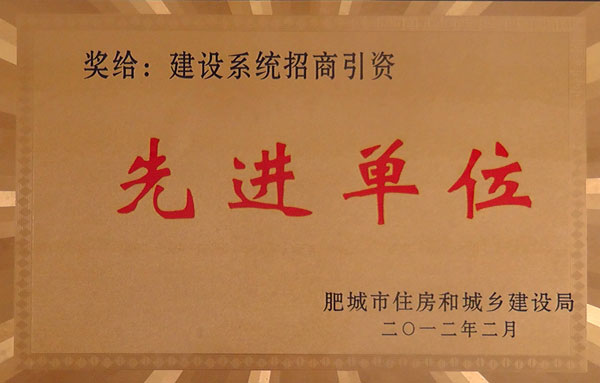 奖给：建设系统招商引资
先进单位
肥城市住房和城乡建设局
二〇一二年二月